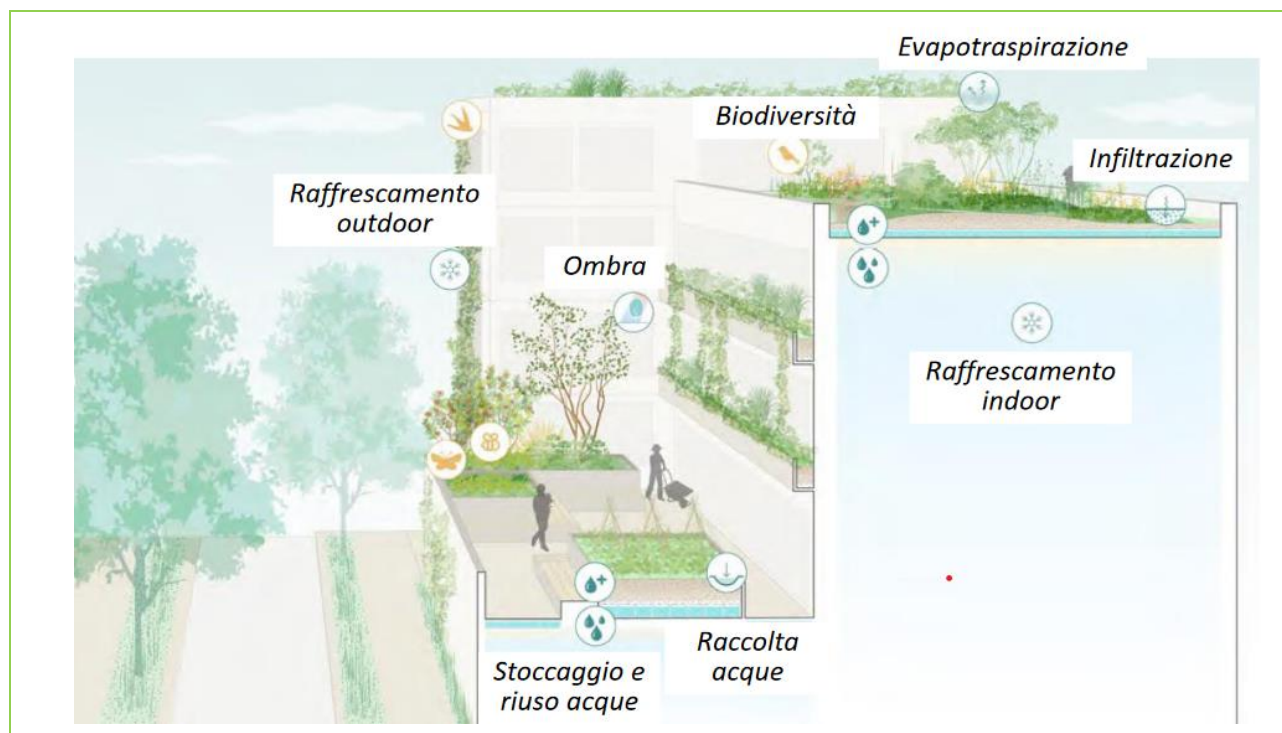 Evapotraspirazione
Biodiversità
Infiltrazione
Raffrescamento
outdoor
Ombra
Raffrescamento
indoor
Raccolta
acque
Stoccaggio e
riuso acque